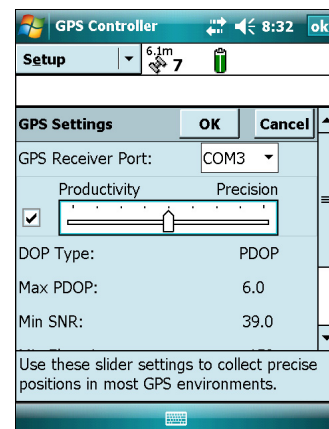 GPS Controller 8:32 ok
Setup 6.1m 7
GPS Settings OK Cancel
GPS Receiver Port: COM3
Productivity Precision
DOP Type: PDOP
Max PDOP: 6.0
Min SNR: 39.0
Use these slider settings to collect precise
positions in most GPS environments.